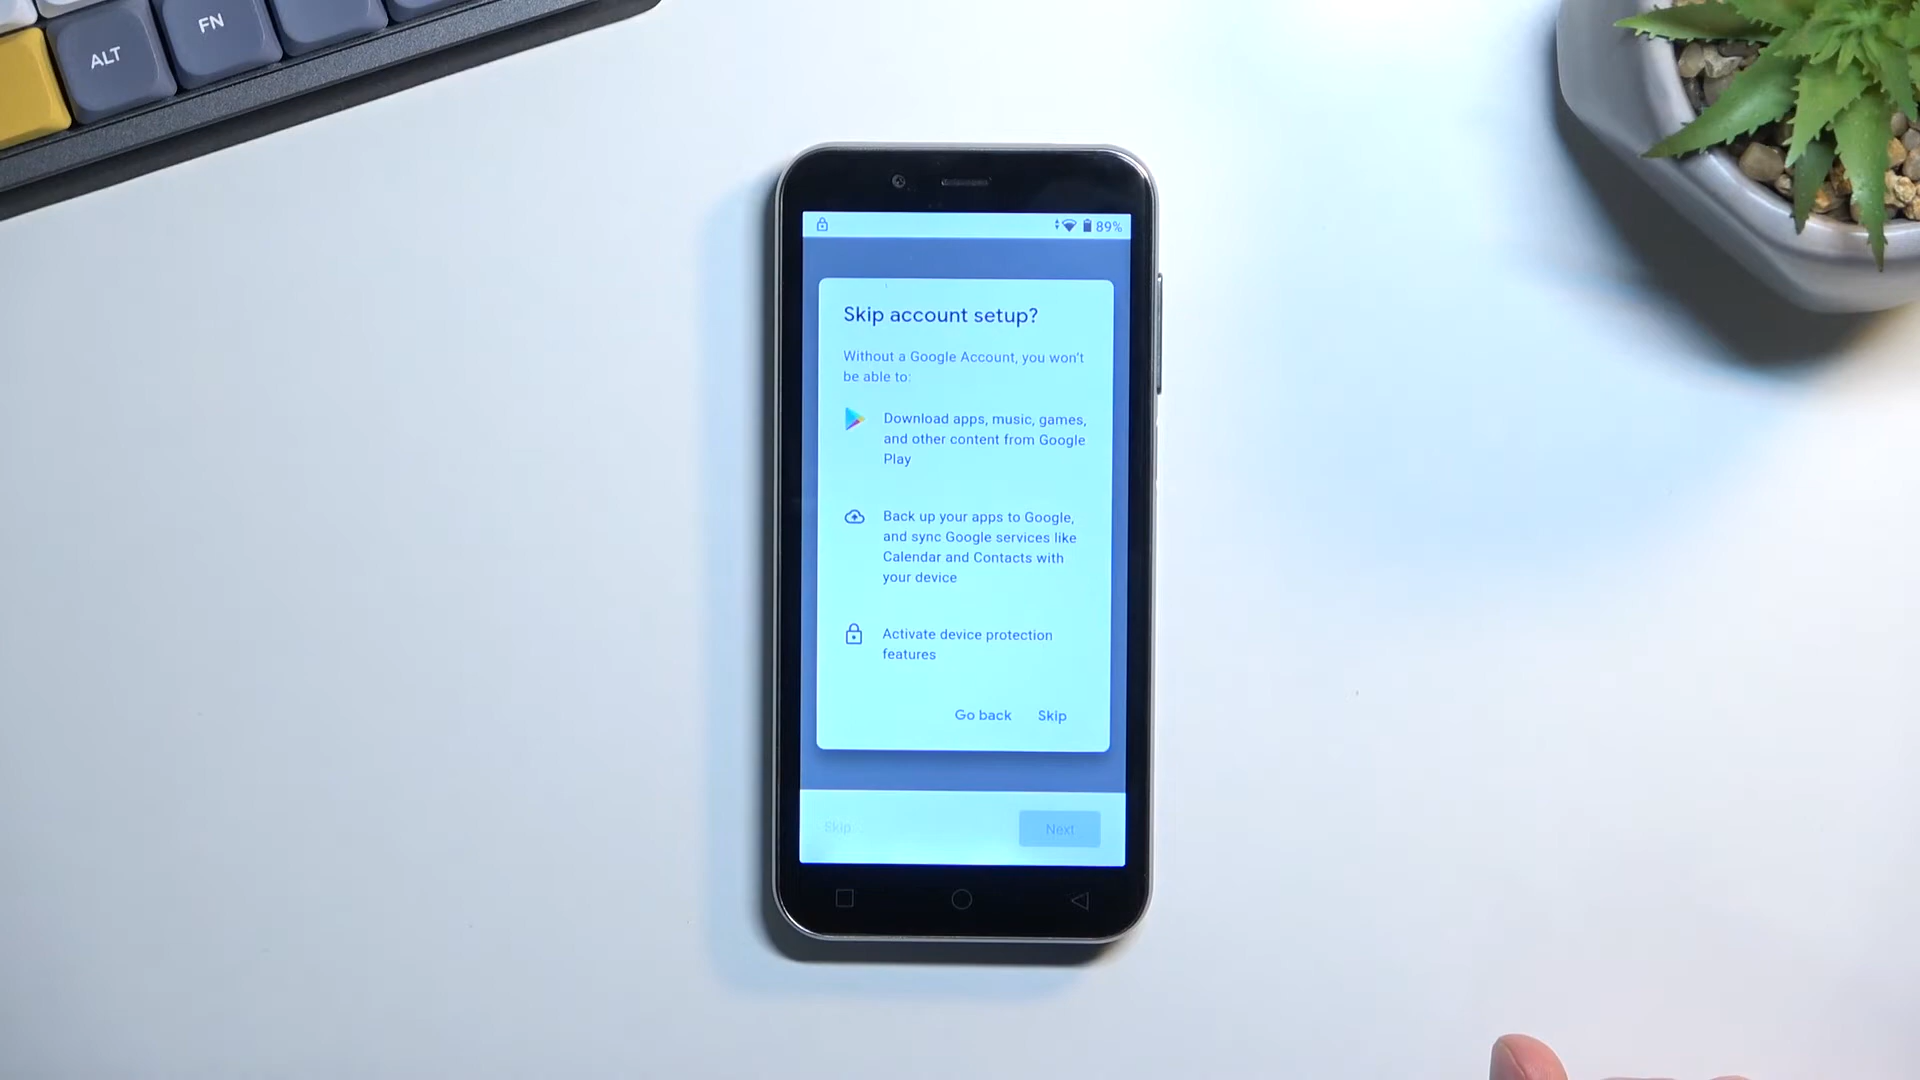 ALT
FN
89%
Skip account setup?
Without a Google Account, you won't
be able to:
Download apps, music, games,
and other content from Google
Play
Back up your apps to Google,
and sync Google services like
Calendar and Contacts with
your device
Activate device protection
features
Go back Skip
Skip
Next